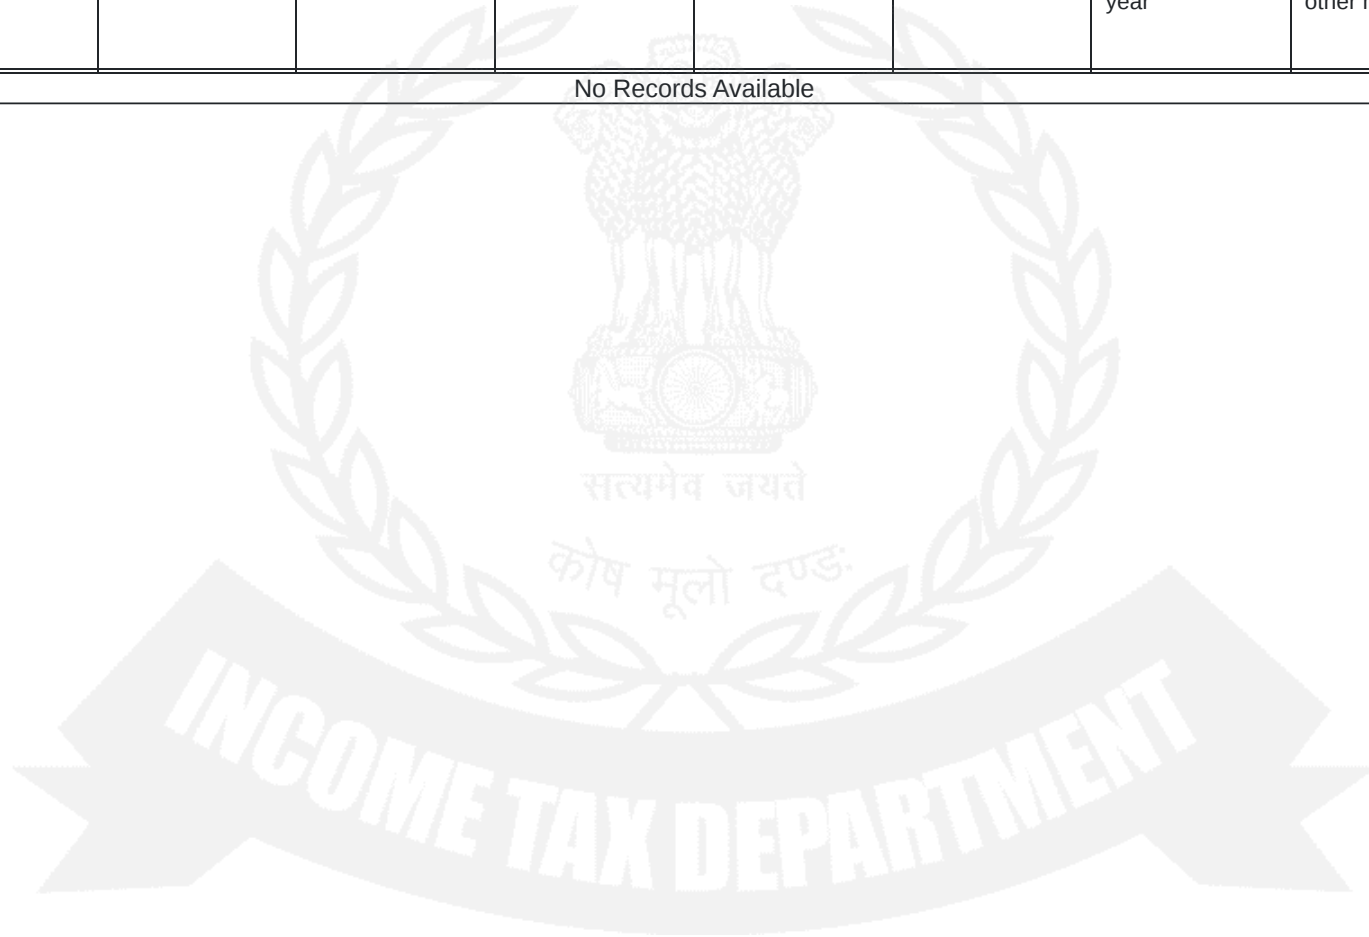 year
other
No Records Available
सत्यमेव जयते
कोष मूलो दण्डः
INCOME TAX DEPARTMENT